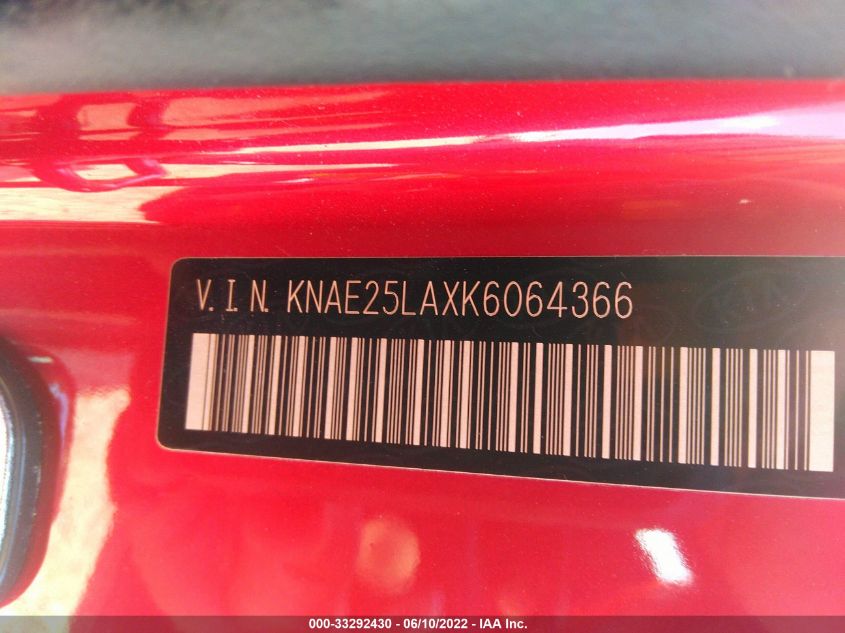 V.I.N. KNAE25LAXK6064366
000-33292430 - 06/10/2022 - IAA Inc.